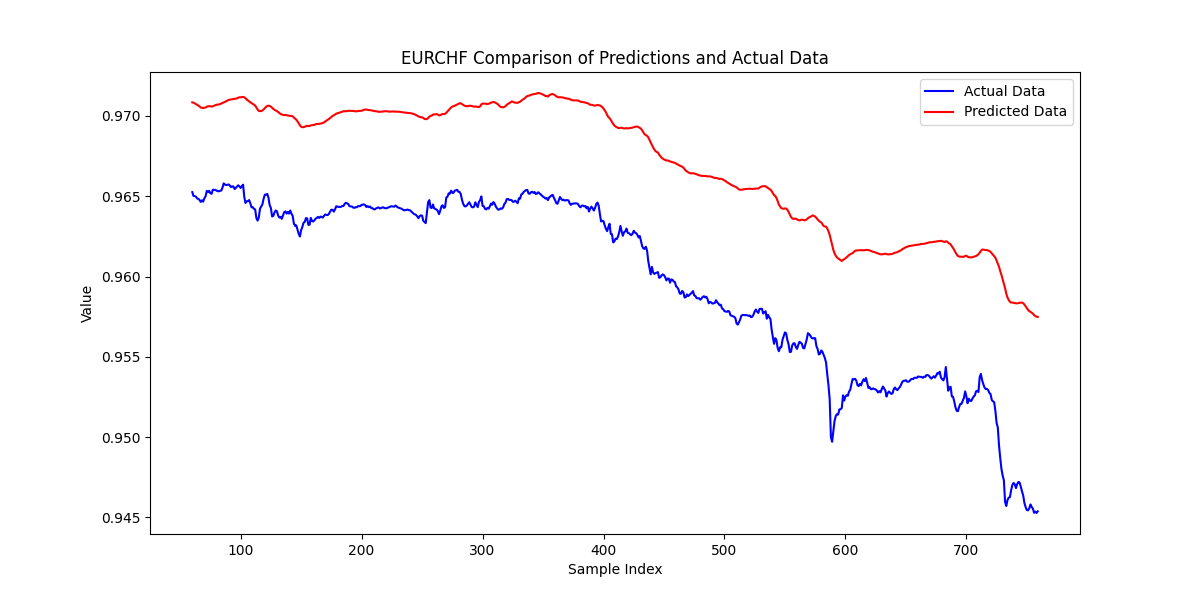 EURCHF Comparison of Predictions and Actual Data
Actual Data
Predicted Data
0.970
0.965
0.960
0.955
0.950
0.945
Value
100
200
300
400
500
600
700
Sample Index